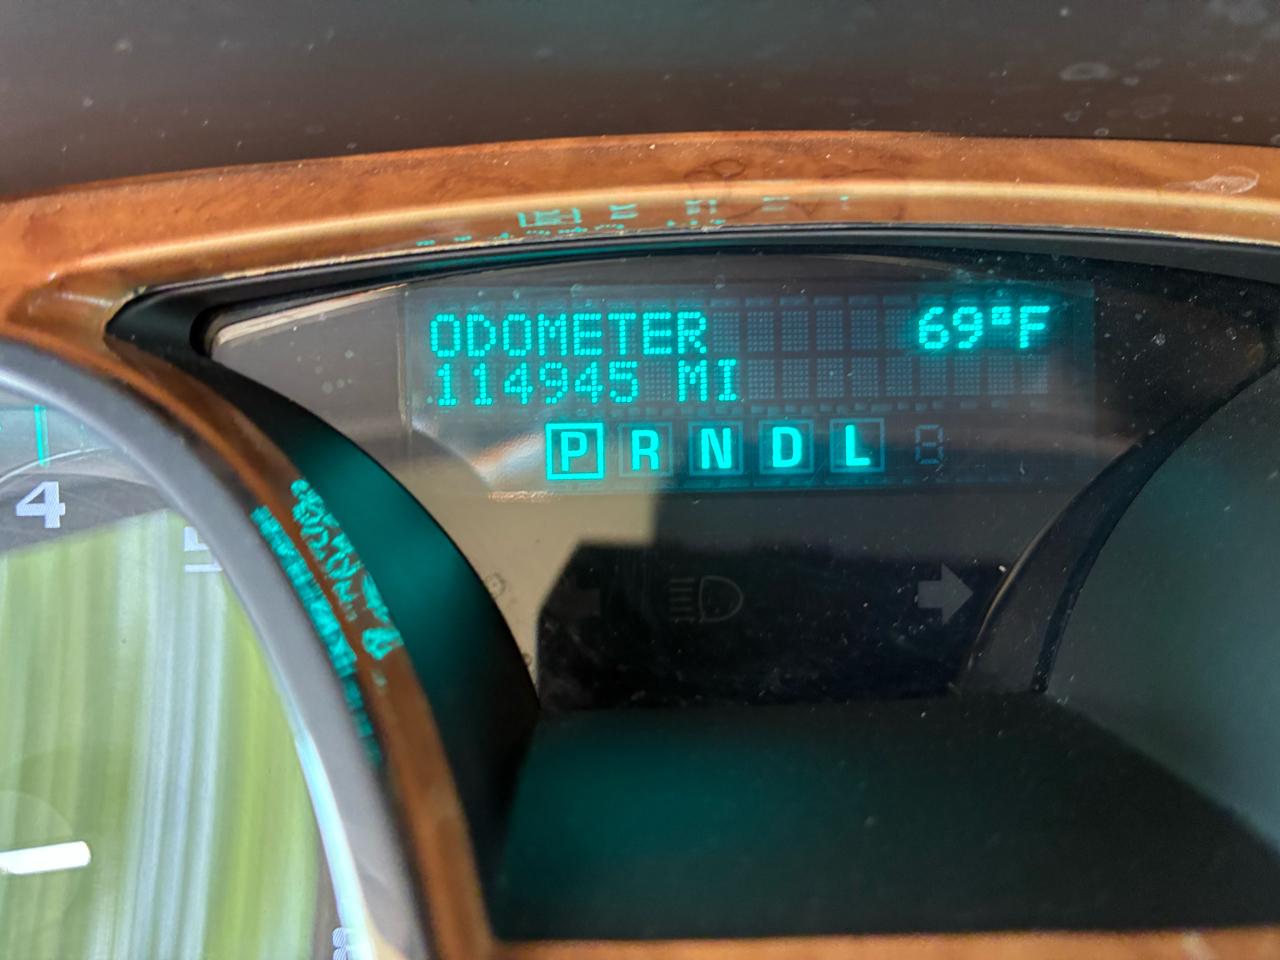 ODOMETER 69°F
114945 MI
P R N D L
4